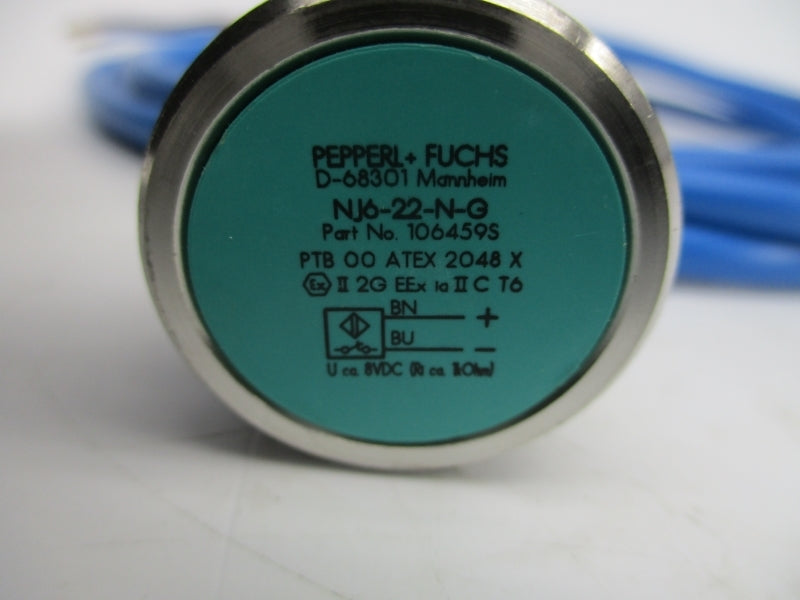 PEPPERL+ FUCHS
D-68301 Mannheim
NJ6-22-N-G
Part No. 106459S
PTB 00 ATEX 2048 X
Ex II 2G EEx ia II C T6
BN +
BU -
U ca. 8VDC (Ri ca. 1kOhm)